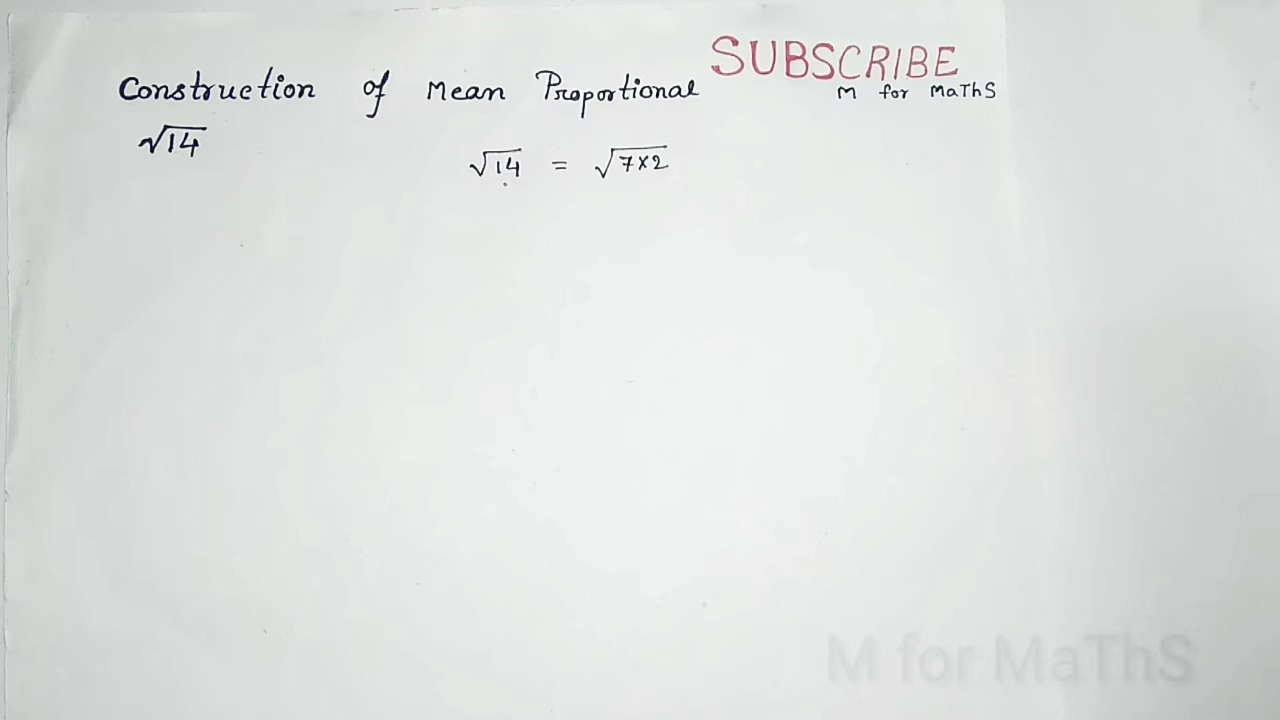 Construction of Mean Proportional
SUBSCRIBE
M for MaThS
√14
√14 = √7×2
M for MaThS